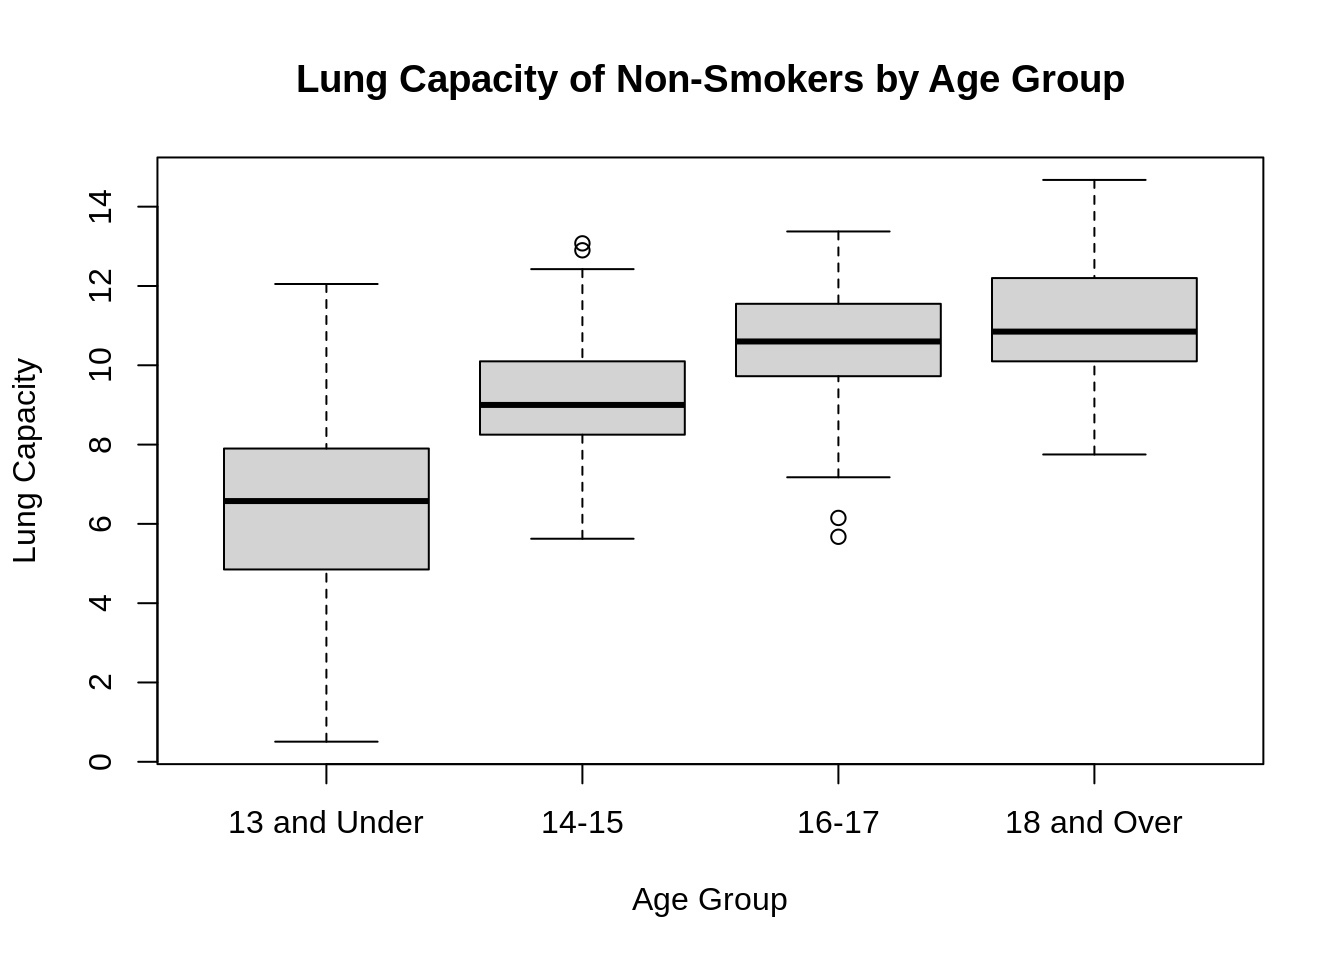 Lung Capacity of Non-Smokers by Age Group
Lung Capacity
14
12
10
8
6
4
2
0
13 and Under
14-15
16-17
18 and Over
Age Group